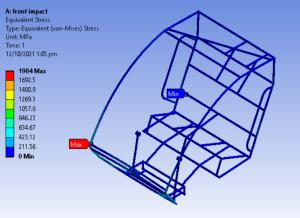 A: front impact
Equivalent Stress
Type: Equivalent (von-Mises) Stress
Unit: MPa
Time: 1
12/10/2021 1:05 pm
1904 Max
1692.5
1480.9
1269.3
1057.8
846.23
634.67
423.12
211.56
0 Min
Min
Max